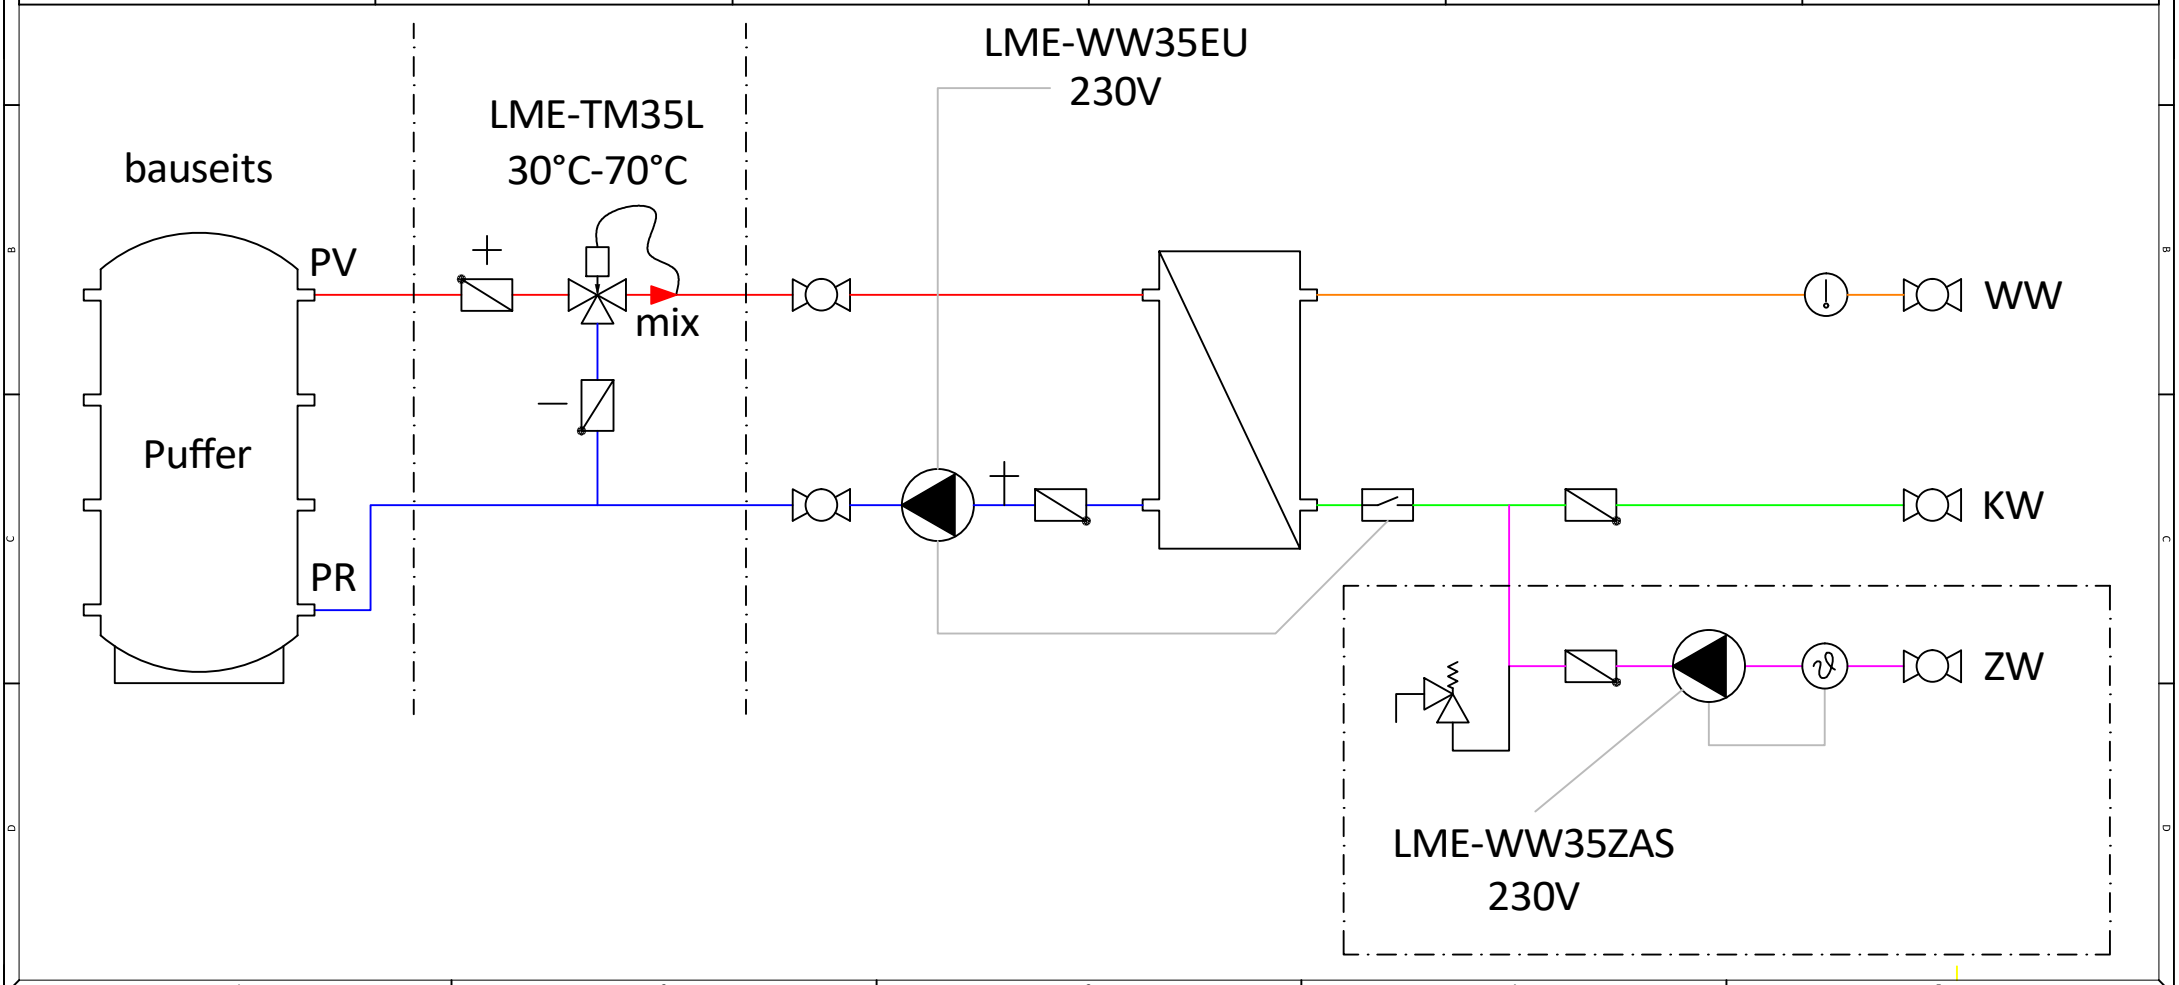 LME-WW35EU
230V
LME-TM35L
30°C-70°C
bauseits
PV
mix
WW
Puffer
KW
PR
ZW
LME-WW35ZAS
230V
B
B
C
C
D
D